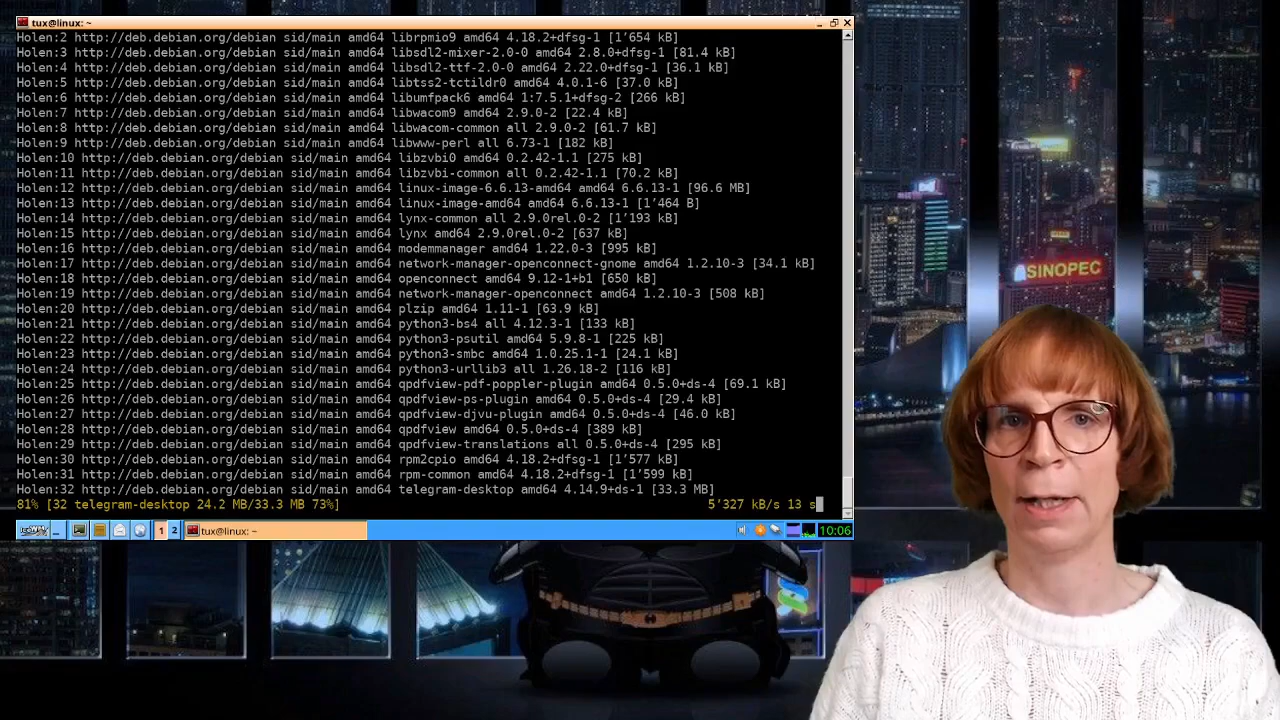 tux@linux: ~
Holen:2 http://deb.debian.org/debian sid/main amd64 librpmio9 amd64 4.18.2+dfsg-1 [1’654 kB]
Holen:3 http://deb.debian.org/debian sid/main amd64 libsdl2-mixer-2.0-0 amd64 2.8.0+dfsg-1 [81.4 kB]
Holen:4 http://deb.debian.org/debian sid/main amd64 libsdl2-ttf-2.0-0 amd64 2.22.0+dfsg-1 [36.1 kB]
Holen:5 http://deb.debian.org/debian sid/main amd64 libtss2-tctildr0 amd64 4.0.1-6 [37.0 kB]
Holen:6 http://deb.debian.org/debian sid/main amd64 libumfpack6 amd64 1:7.5.1+dfsg-2 [266 kB]
Holen:7 http://deb.debian.org/debian sid/main amd64 libwacom9 amd64 2.9.0-2 [22.4 kB]
Holen:8 http://deb.debian.org/debian sid/main amd64 libwacom-common all 2.9.0-2 [61.7 kB]
Holen:9 http://deb.debian.org/debian sid/main amd64 libwww-perl all 6.73-1 [182 kB]
Holen:10 http://deb.debian.org/debian sid/main amd64 libzvbi0 amd64 0.2.42-1.1 [275 kB]
Holen:11 http://deb.debian.org/debian sid/main amd64 libzvbi-common all 0.2.42-1.1 [70.2 kB]
Holen:12 http://deb.debian.org/debian sid/main amd64 linux-image-6.6.13-amd64 amd64 6.6.13-1 [96.6 MB]
Holen:13 http://deb.debian.org/debian sid/main amd64 linux-image-amd64 amd64 6.6.13-1 [1’464 B]
Holen:14 http://deb.debian.org/debian sid/main amd64 lynx-common all 2.9.0rel.0-2 [1’193 kB]
Holen:15 http://deb.debian.org/debian sid/main amd64 lynx amd64 2.9.0rel.0-2 [637 kB]
Holen:16 http://deb.debian.org/debian sid/main amd64 modemmanager amd64 1.22.0-3 [995 kB]
Holen:17 http://deb.debian.org/debian sid/main amd64 network-manager-openconnect-gnome amd64 1.2.10-3 [34.1 kB]
Holen:18 http://deb.debian.org/debian sid/main amd64 openconnect amd64 9.12-1+b1 [650 kB]
Holen:19 http://deb.debian.org/debian sid/main amd64 network-manager-openconnect amd64 1.2.10-3 [508 kB]
Holen:20 http://deb.debian.org/debian sid/main amd64 plzip amd64 1.11-1 [63.9 kB]
Holen:21 http://deb.debian.org/debian sid/main amd64 python3-bs4 all 4.12.3-1 [133 kB]
Holen:22 http://deb.debian.org/debian sid/main amd64 python3-psutil amd64 5.9.8-1 [225 kB]
Holen:23 http://deb.debian.org/debian sid/main amd64 python3-smbc amd64 1.0.25.1-1 [24.1 kB]
Holen:24 http://deb.debian.org/debian sid/main amd64 python3-urllib3 all 1.26.18-2 [116 kB]
Holen:25 http://deb.debian.org/debian sid/main amd64 qpdfview-pdf-poppler-plugin amd64 0.5.0+ds-4 [69.1 kB]
Holen:26 http://deb.debian.org/debian sid/main amd64 qpdfview-ps-plugin amd64 0.5.0+ds-4 [29.4 kB]
Holen:27 http://deb.debian.org/debian sid/main amd64 qpdfview-djvu-plugin amd64 0.5.0+ds-4 [46.0 kB]
Holen:28 http://deb.debian.org/debian sid/main amd64 qpdfview amd64 0.5.0+ds-4 [389 kB]
Holen:29 http://deb.debian.org/debian sid/main amd64 qpdfview-translations all 0.5.0+ds-4 [295 kB]
Holen:30 http://deb.debian.org/debian sid/main amd64 rpm2cpio amd64 4.18.2+dfsg-1 [1’577 kB]
Holen:31 http://deb.debian.org/debian sid/main amd64 rpm-common amd64 4.18.2+dfsg-1 [1’599 kB]
Holen:32 http://deb.debian.org/debian sid/main amd64 telegram-desktop amd64 4.14.9+ds-1 [33.3 MB]
81% [32 telegram-desktop 24.2 MB/33.3 MB 73%] 5’327 kB/s 13 s
1 2 tux@linux: ~ 10:06
SINOPEC